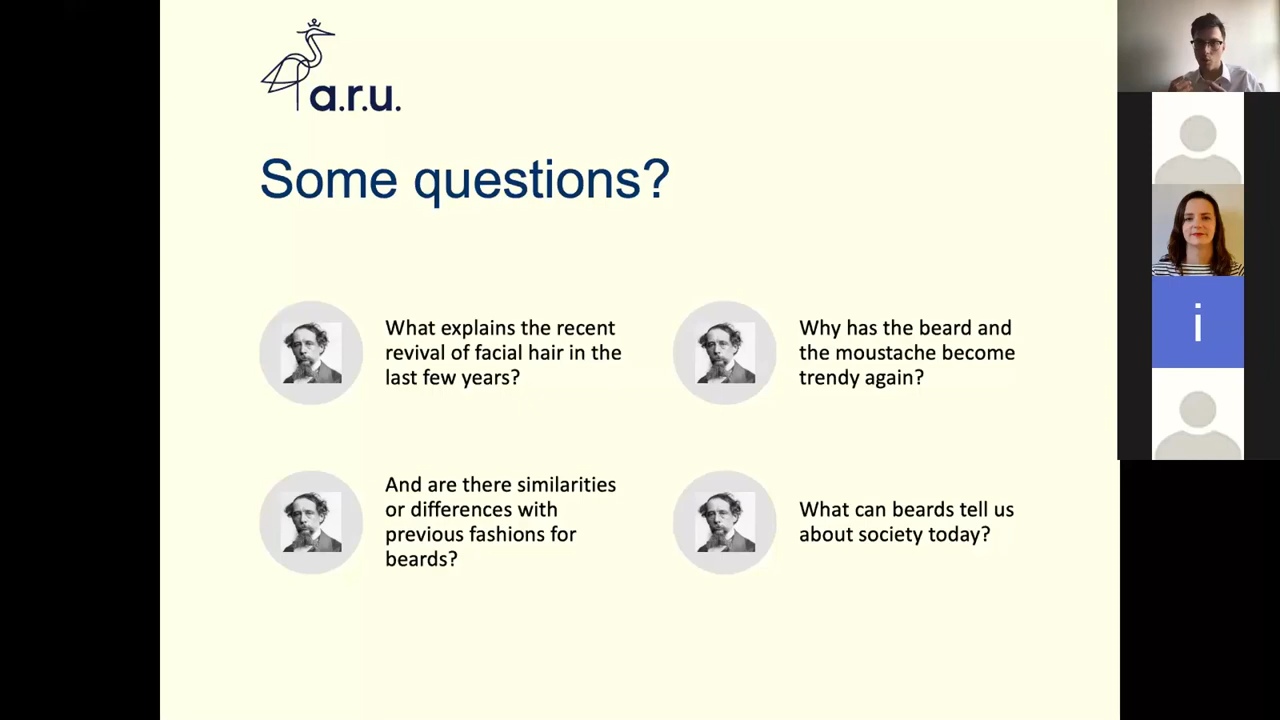 a.r.u.
Some questions?
What explains the recent
revival of facial hair in the
last few years?
Why has the beard and
the moustache become
trendy again?
And are there similarities
or differences with
previous fashions for
beards?
What can beards tell us
about society today?
i